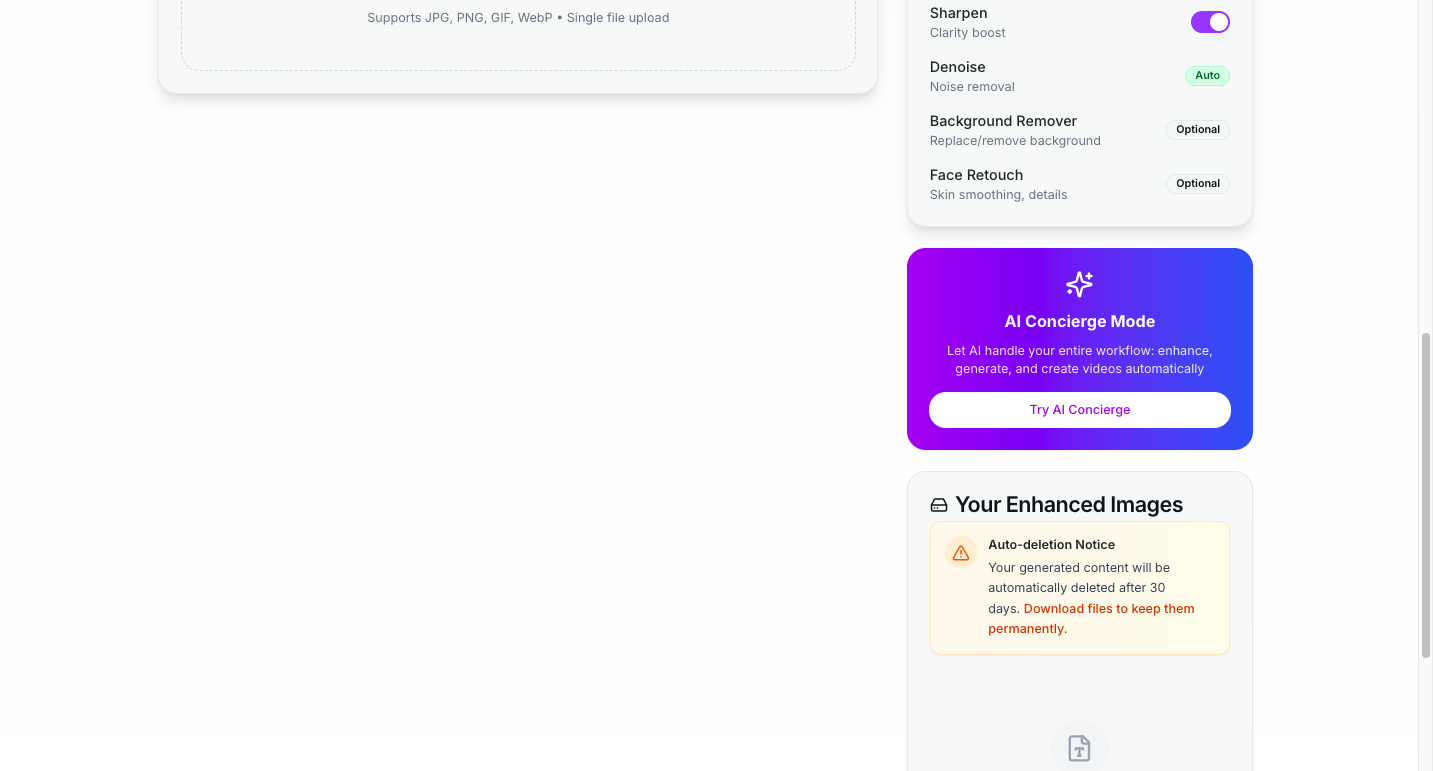 Supports JPG, PNG, GIF, WebP • Single file upload
Sharpen
Clarity boost
Denoise
Noise removal
Auto
Background Remover
Replace/remove background
Optional
Face Retouch
Skin smoothing, details
Optional
AI Concierge Mode
Let AI handle your entire workflow: enhance,
generate, and create videos automatically
Try AI Concierge
Your Enhanced Images
Auto-deletion Notice
Your generated content will be
automatically deleted after 30
days. Download files to keep them
permanently.